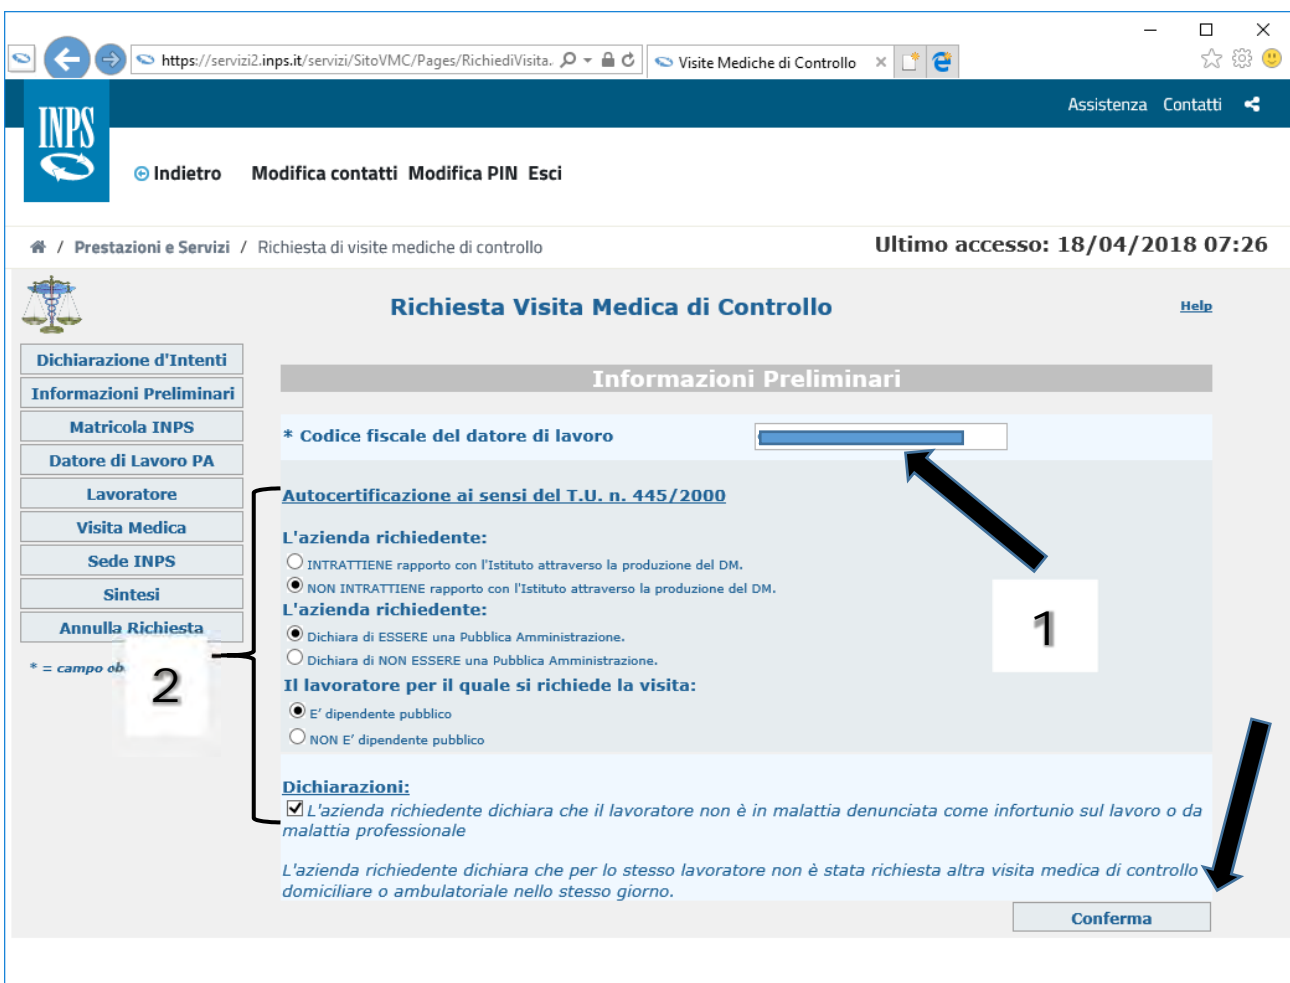 https://servizi2.inps.it/servizi/SitoVMC/Pages/RichiediVisita.
Visite Mediche di Controllo
Assistenza Contatti
INPS
Indietro Modifica contatti Modifica PIN Esci
/ Prestazioni e Servizi / Richiesta di visite mediche di controllo
Ultimo accesso: 18/04/2018 07:26
Richiesta Visita Medica di Controllo
Help
Dichiarazione d'Intenti
Informazioni Preliminari
Matricola INPS
Datore di Lavoro PA
Lavoratore
Visita Medica
Sede INPS
Sintesi
Annulla Richiesta
* = campo ob
2
Informazioni Preliminari
* Codice fiscale del datore di lavoro
Autocertificazione ai sensi del T.U. n. 445/2000
L'azienda richiedente:
INTRATTIENE rapporto con l'Istituto attraverso la produzione del DM.
NON INTRATTIENE rapporto con l'Istituto attraverso la produzione del DM.
L'azienda richiedente:
Dichiara di ESSERE una Pubblica Amministrazione.
Dichiara di NON ESSERE una Pubblica Amministrazione.
1
Il lavoratore per il quale si richiede la visita:
E' dipendente pubblico
NON E' dipendente pubblico
Dichiarazioni:
L'azienda richiedente dichiara che il lavoratore non è in malattia denunciata come infortunio sul lavoro o da
malattia professionale
L'azienda richiedente dichiara che per lo stesso lavoratore non è stata richiesta altra visita medica di controllo
domiciliare o ambulatoriale nello stesso giorno.
Conferma